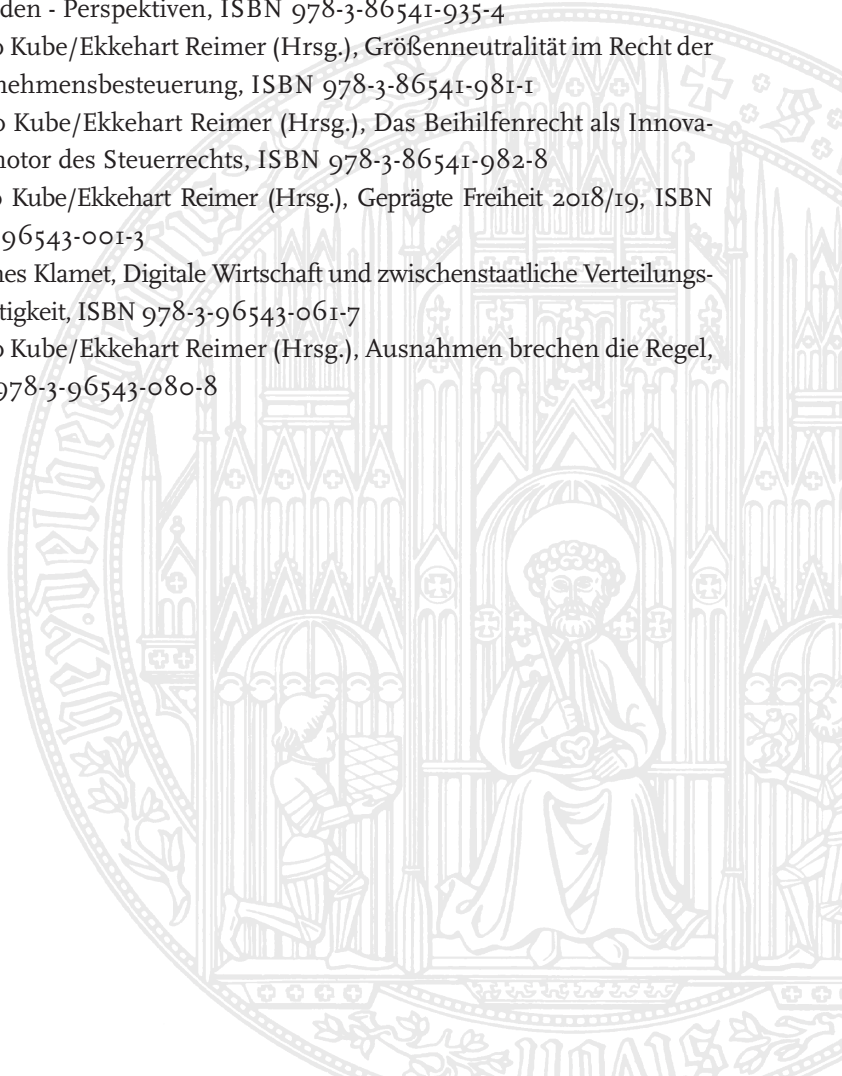 den - Perspektiven, ISBN 978-3-86541-935-4
o Kube/Ekkehart Reimer (Hrsg.), Größenneutralität im Recht der
nehmensbesteuerung, ISBN 978-3-86541-981-1
o Kube/Ekkehart Reimer (Hrsg.), Das Beihilfenrecht als Innova-
notor des Steuerrechts, ISBN 978-3-86541-982-8
o Kube/Ekkehart Reimer (Hrsg.), Geprägte Freiheit 2018/19, ISBN
96543-001-3
nes Klamet, Digitale Wirtschaft und zwischenstaatliche Verteilungs-
tigkeit, ISBN 978-3-96543-061-7
o Kube/Ekkehart Reimer (Hrsg.), Ausnahmen brechen die Regel,
978-3-96543-080-8